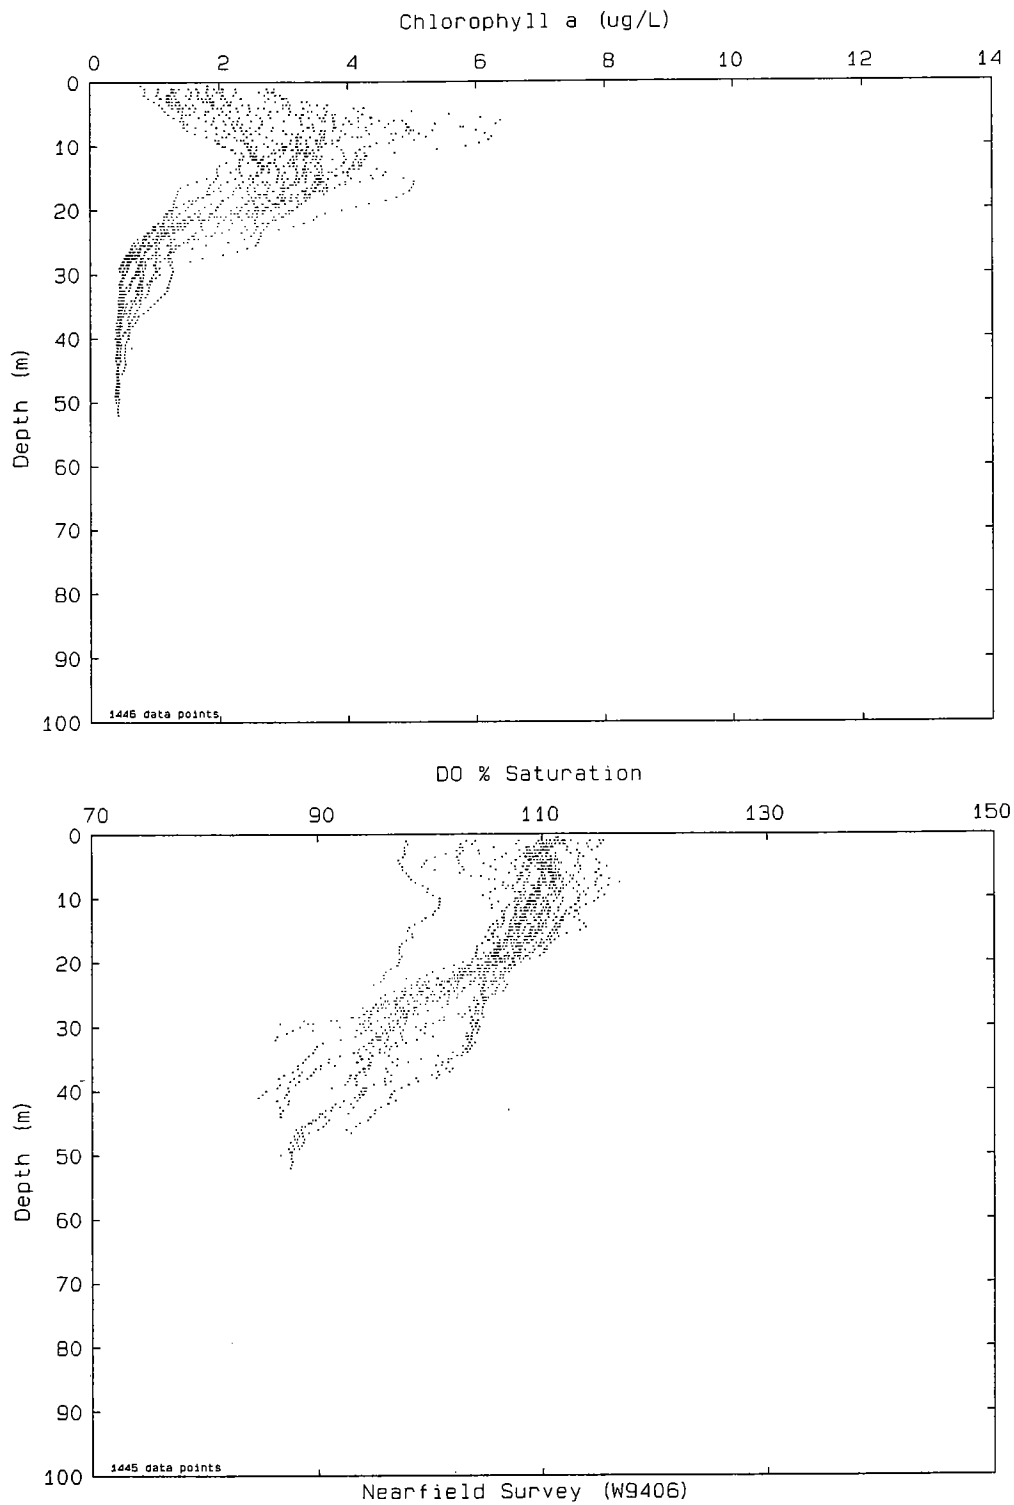 Chlorophyll a (ug/L)
0 2 4 6 8 10 12 14
0
10
20
30
40
50
60
70
80
90
100
Depth (m)
1446 data points
DO % Saturation
70 90 110 130 150
0
10
20
30
40
50
60
70
80
90
100
Depth (m)
1445 data points
Nearfield Survey (W9406)